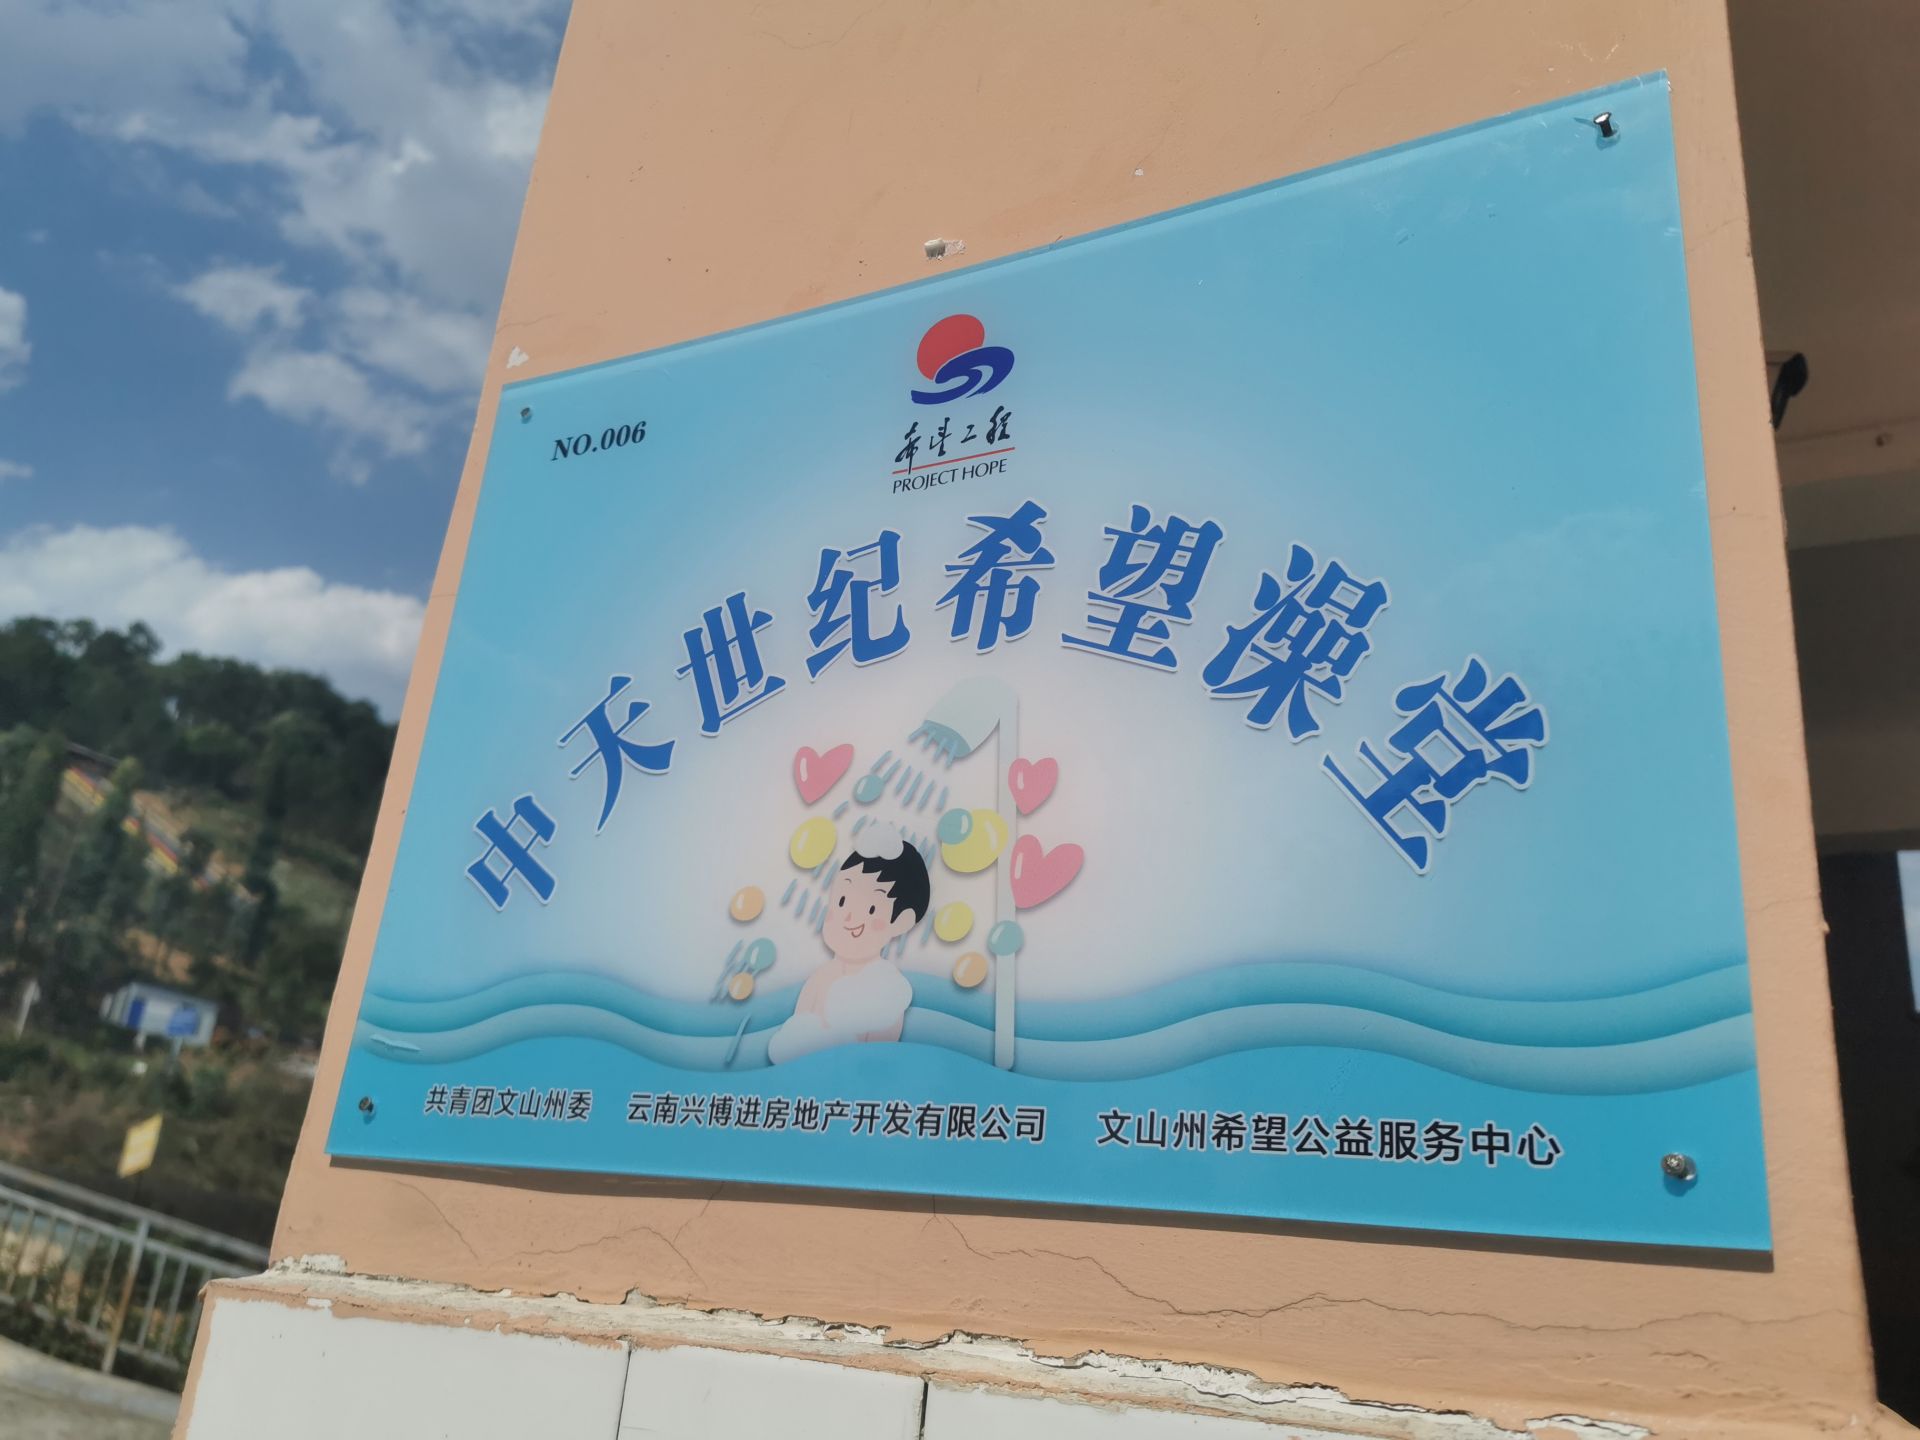 NO.006
希望工程
PROJECT HOPE
中天世纪希望澡堂
共青团文山州委 云南兴博进房地产开发有限公司 文山州希望公益服务中心